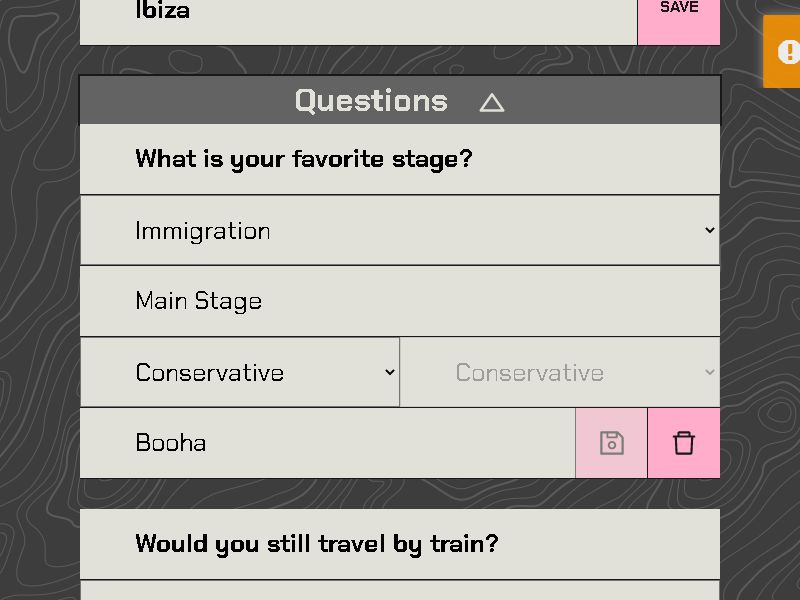 Ibiza
SAVE
Questions
What is your favorite stage?
Immigration
Main Stage
Conservative
Conservative
Booha
Would you still travel by train?